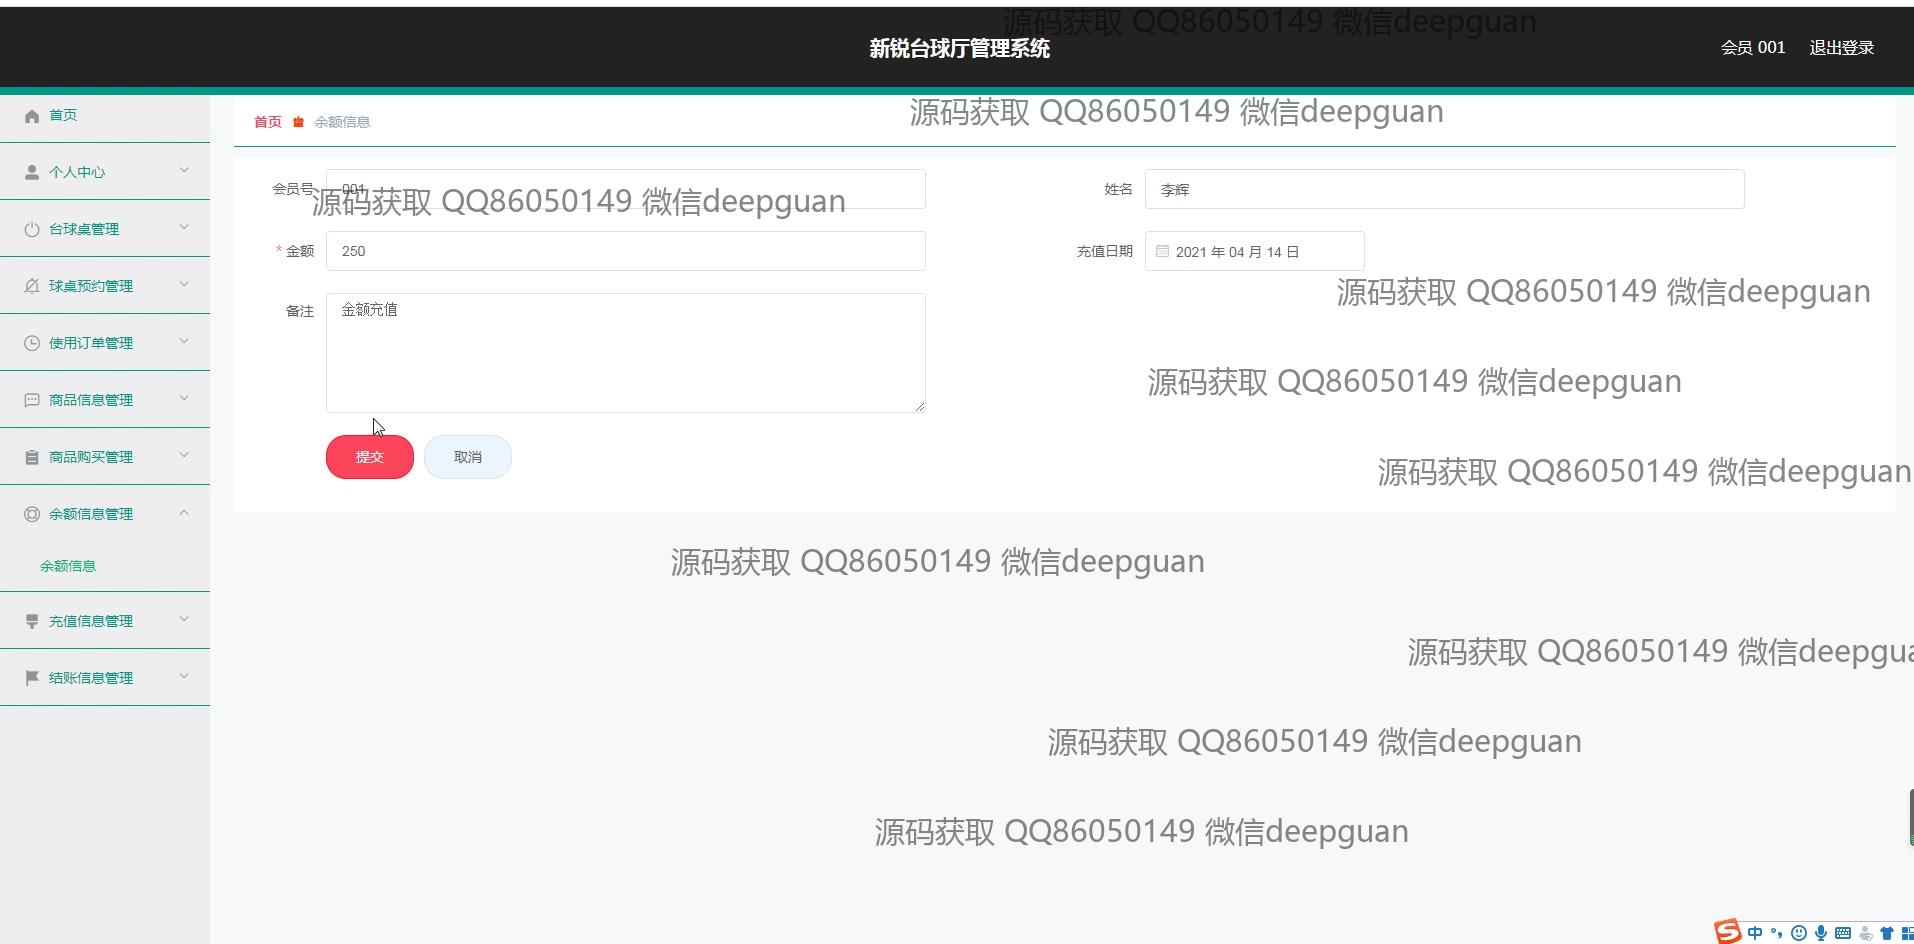 源码获取 QQ86050149 微信deepguan
新锐台球厅管理系统
会员 001 退出登录
首页
首页 余额信息
源码获取 QQ86050149 微信deepguan
个人中心
会员号 001
姓名 李辉
源码获取 QQ86050149 微信deepguan
台球桌管理
* 金额 250
充值日期 2021 年 04 月 14 日
球桌预约管理
源码获取 QQ86050149 微信deepguan
备注 金额充值
使用订单管理
源码获取 QQ86050149 微信deepguan
商品信息管理
商品购买管理
提交 取消
源码获取 QQ86050149 微信deepguan
余额信息管理
余额信息
源码获取 QQ86050149 微信deepguan
充值信息管理
源码获取 QQ86050149 微信deepgua
结账信息管理
源码获取 QQ86050149 微信deepguan
源码获取 QQ86050149 微信deepguan
S 中